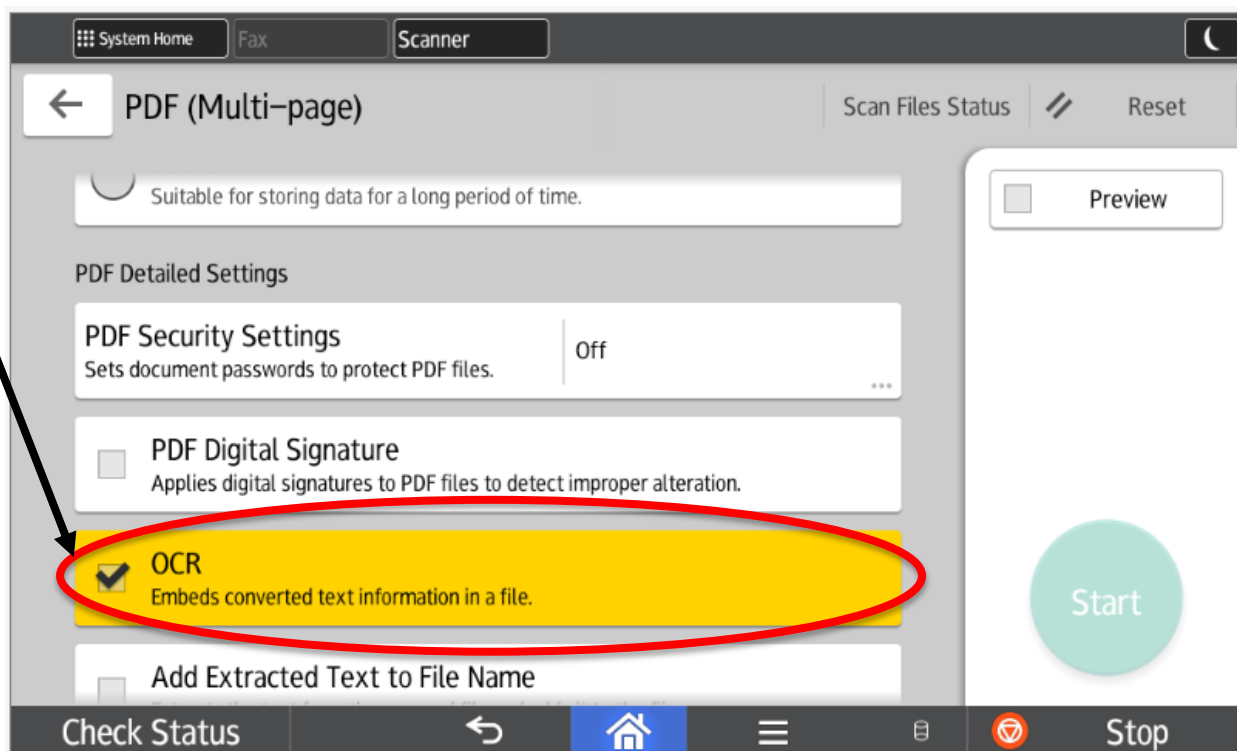 System Home Fax Scanner
PDF (Multi-page) Scan Files Status Reset
Suitable for storing data for a long period of time.
Preview
PDF Detailed Settings
PDF Security Settings
Off
Sets document passwords to protect PDF files.
PDF Digital Signature
Applies digital signatures to PDF files to detect improper alteration.
OCR
Embeds converted text information in a file.
Start
Add Extracted Text to File Name
Check Status Stop